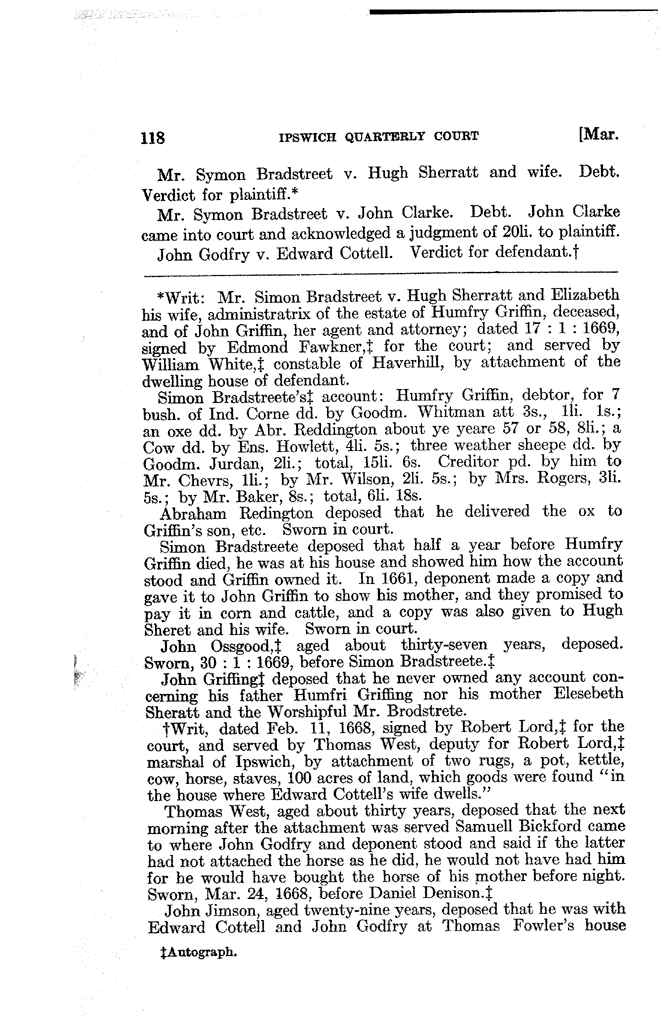 118 IPSWICH QUARTERLY COURT [Mar.
Mr. Symon Bradstreet v. Hugh Sherratt and wife. Debt.
Verdict for plaintiff.*
Mr. Symon Bradstreet v. John Clarke. Debt. John Clarke
came into court and acknowledged a judgment of 20li. to plaintiff.
John Godfry v. Edward Cottell. Verdict for defendant.†
*Writ: Mr. Simon Bradstreet v. Hugh Sherratt and Elizabeth
his wife, administratrix of the estate of Humfry Griffin, deceased,
and of John Griffin, her agent and attorney; dated 17 : 1 : 1669,
signed by Edmond Fawkner,‡ for the court; and served by
William White,‡ constable of Haverhill, by attachment of the
dwelling house of defendant.
Simon Bradstreete's‡ account: Humfry Griffin, debtor, for 7
bush. of Ind. Corne dd. by Goodm. Whitman att 3s., 1li. 1s.;
an oxe dd. by Abr. Reddington about ye yeare 57 or 58, 8li.; a
Cow dd. by Ens. Howlett, 4li. 5s.; three weather sheepe dd. by
Goodm. Jurdan, 2li.; total, 15li. 6s. Creditor pd. by him to
Mr. Chevrs, 1li.; by Mr. Wilson, 2li. 5s.; by Mrs. Rogers, 3li.
5s.; by Mr. Baker, 8s.; total, 6li. 18s.
Abraham Redington deposed that he delivered the ox to
Griffin's son, etc. Sworn in court.
Simon Bradstreete deposed that half a year before Humfry
Griffin died, he was at his house and showed him how the account
stood and Griffin owned it. In 1661, deponent made a copy and
gave it to John Griffin to show his mother, and they promised to
pay it in corn and cattle, and a copy was also given to Hugh
Sheret and his wife. Sworn in court.
John Ossgood,‡ aged about thirty-seven years, deposed.
Sworn, 30 : 1 : 1669, before Simon Bradstreete.‡
John Griffing‡ deposed that he never owned any account con-
cerning his father Humfri Griffing nor his mother Elesebeth
Sheratt and the Worshipful Mr. Brodstrete.
†Writ, dated Feb. 11, 1668, signed by Robert Lord,‡ for the
court, and served by Thomas West, deputy for Robert Lord,‡
marshal of Ipswich, by attachment of two rugs, a pot, kettle,
cow, horse, staves, 100 acres of land, which goods were found "in
the house where Edward Cottell's wife dwells."
Thomas West, aged about thirty years, deposed that the next
morning after the attachment was served Samuell Bickford came
to where John Godfry and deponent stood and said if the latter
had not attached the horse as he did, he would not have had him
for he would have bought the horse of his mother before night.
Sworn, Mar. 24, 1668, before Daniel Denison.‡
John Jimson, aged twenty-nine years, deposed that he was with
Edward Cottell and John Godfry at Thomas Fowler's house
‡Autograph.